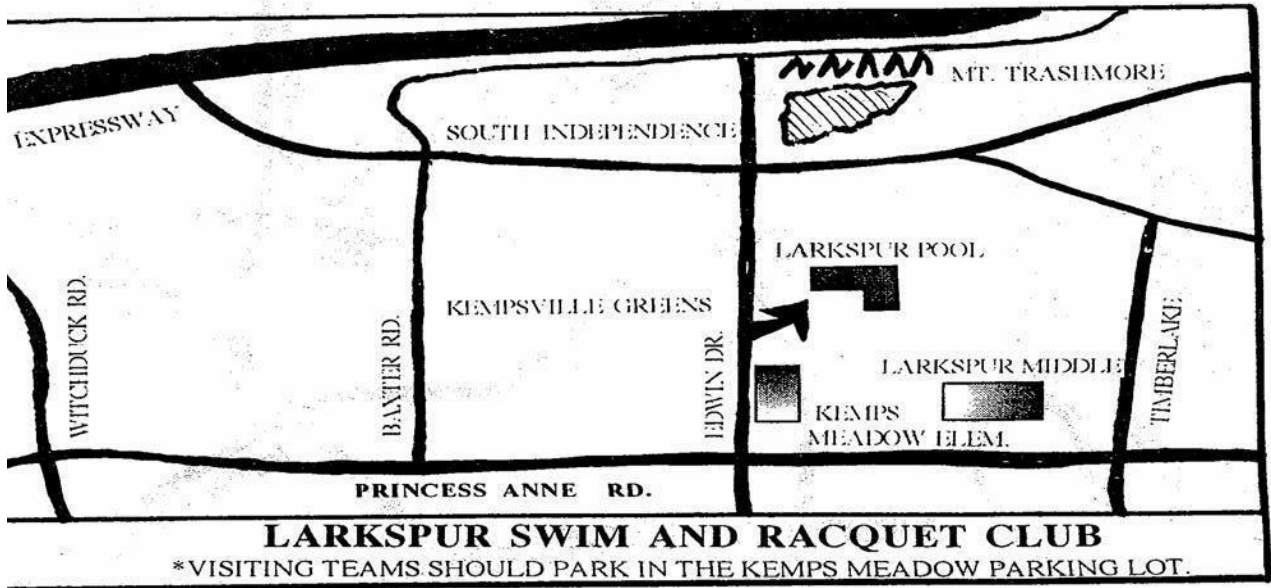 MT. TRASHMORE
EXPRESSWAY
SOUTH INDEPENDENCE
LARKSPUR POOL
KEMPSVILLE GREENS
WITCHDUCK RD.
BAXTER RD.
EDWIN DR.
TIMBERLAKE
LARKSPUR MIDDLE
KEMPS
MEADOW ELEM.
PRINCESS ANNE RD.
LARKSPUR SWIM AND RACQUET CLUB
*VISITING TEAMS SHOULD PARK IN THE KEMPS MEADOW PARKING LOT.